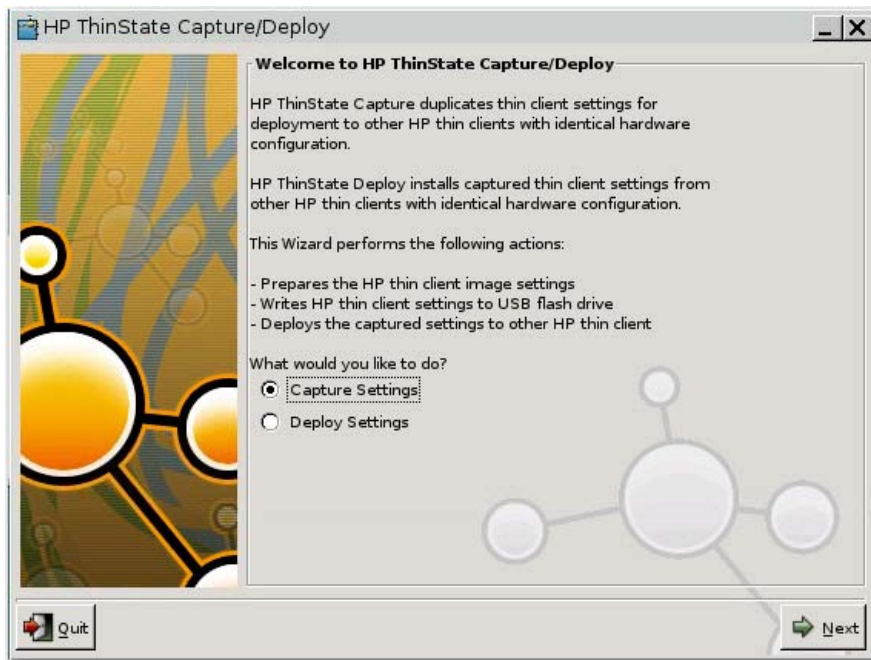 HP ThinState Capture/Deploy
Welcome to HP ThinState Capture/Deploy
HP ThinState Capture duplicates thin client settings for
deployment to other HP thin clients with identical hardware
configuration.
HP ThinState Deploy installs captured thin client settings from
other HP thin clients with identical hardware configuration.
This Wizard performs the following actions:
- Prepares the HP thin client image settings
- Writes HP thin client settings to USB flash drive
- Deploys the captured settings to other HP thin client
What would you like to do?
Capture Settings
Deploy Settings
Quit
Next